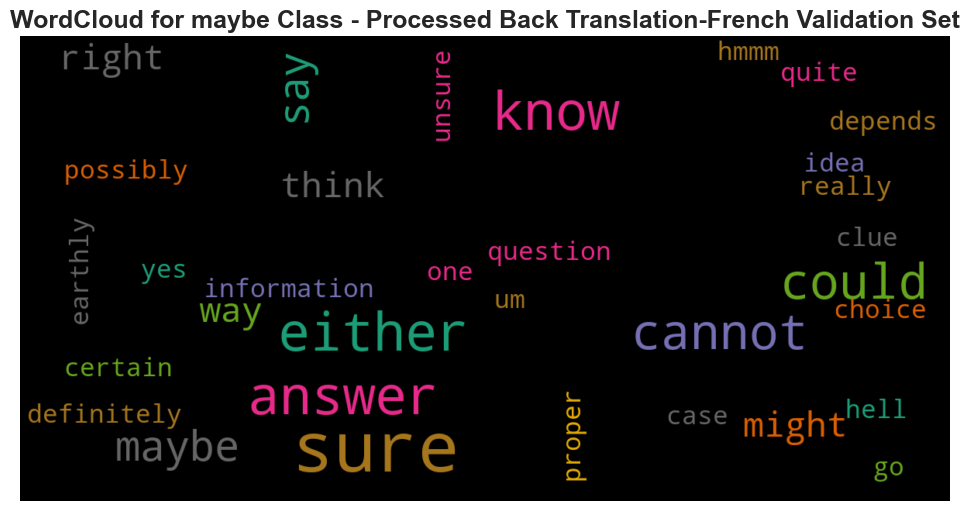 WordCloud for maybe Class - Processed Back Translation-French Validation Set
right
say
unsure
know
hmmm
quite
depends
possibly
think
idea
really
earthly
yes
information
one
question
clue
could
way
um
choice
either
cannot
certain
answer
definitely
maybe
sure
proper
case
might
hell
go